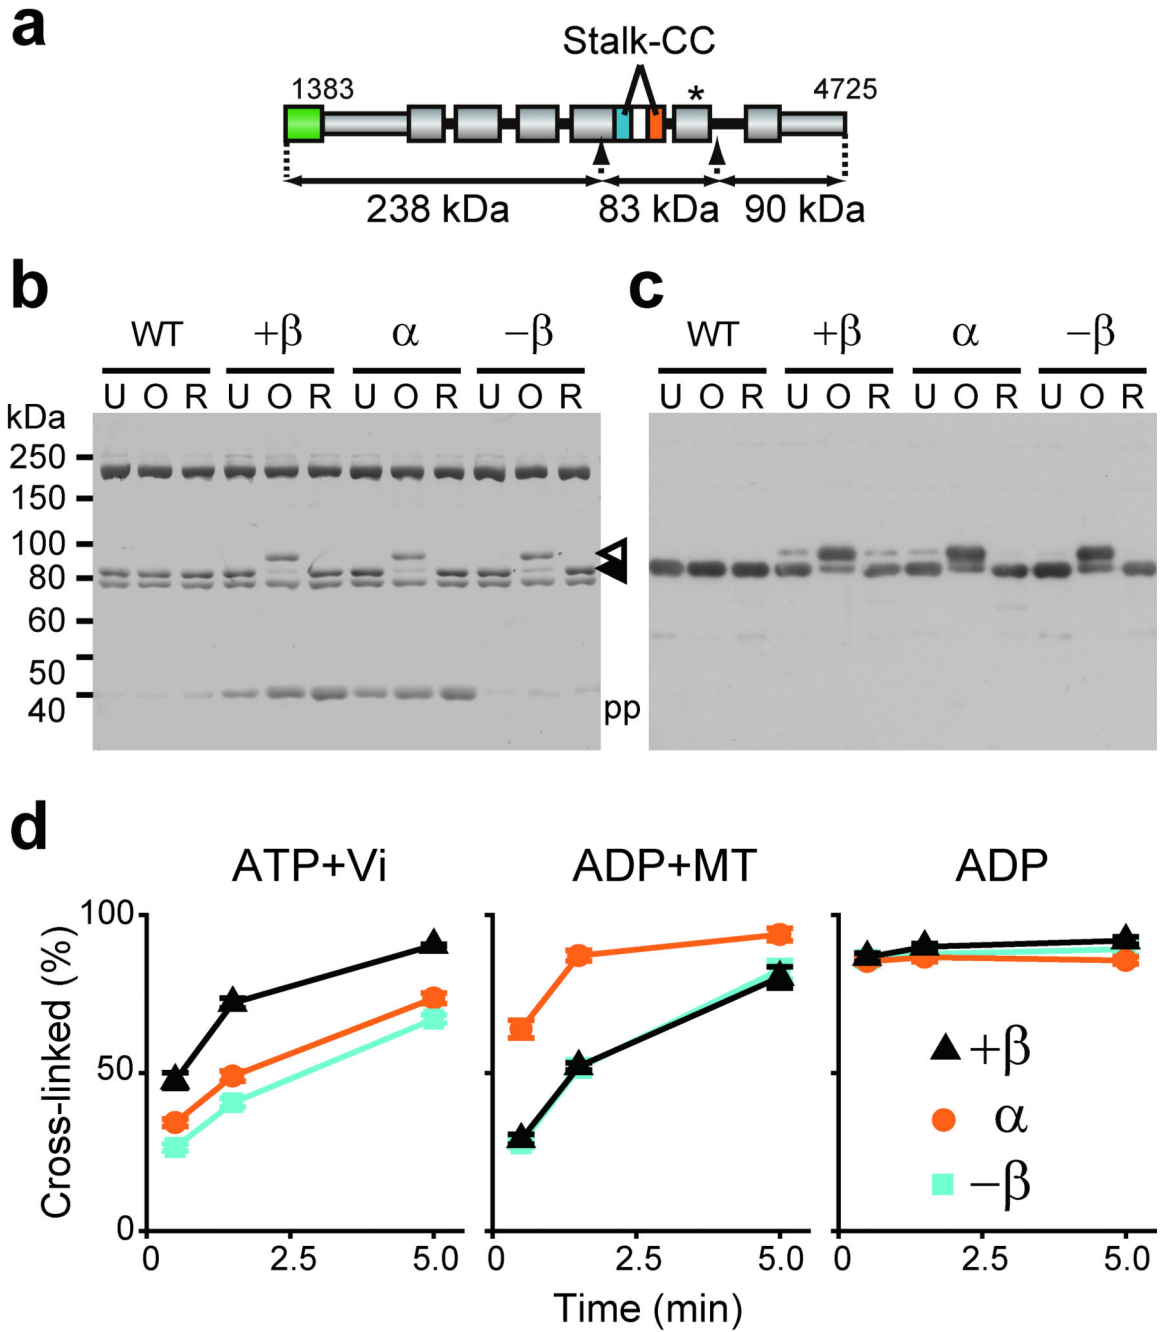 a
Stalk-CC
1383 * 4725
238 kDa 83 kDa 90 kDa
b
WT +β α −β
U O R U O R U O R U O R
kDa
250
150
100
80
60
50
40
pp
c
WT +β α −β
U O R U O R U O R U O R
d
ATP+Vi ADP+MT ADP
Cross-linked (%)
100
50
0
+β
α
−β
0 2.5 5.0 0 2.5 5.0 0 2.5 5.0
Time (min)